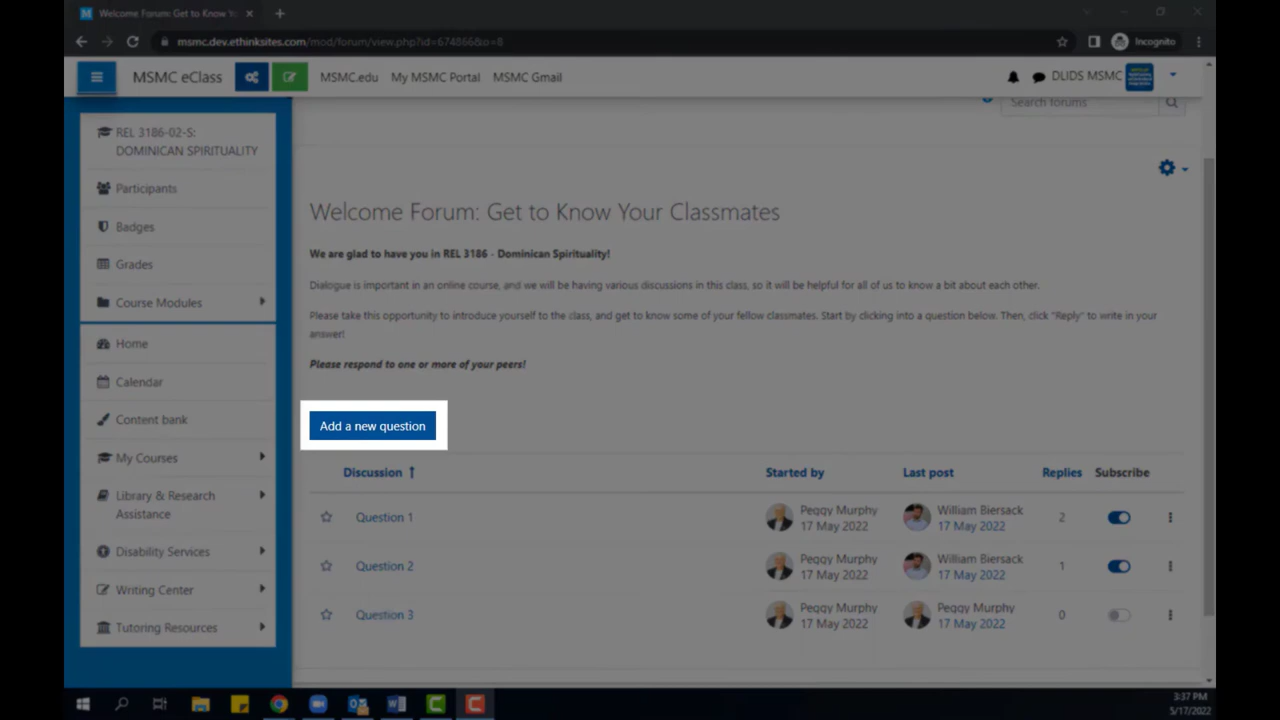 Welcome Forum: Get to Know Yo
msmc.dev.ethinksites.com/mod/forum/view.php?id=674866&o=8
Incognito
MSMC eClass
MSMC.edu
My MSMC Portal
MSMC Gmail
DLIDS MSMC
Search forums
REL 3186-02-S:
DOMINICAN SPIRITUALITY
Participants
Badges
Grades
Course Modules
Home
Calendar
Content bank
My Courses
Library & Research
Assistance
Disability Services
Writing Center
Tutoring Resources
Welcome Forum: Get to Know Your Classmates
We are glad to have you in REL 3186 - Dominican Spirituality!
Dialogue is important in an online course, and we will be having various discussions in this class, so it will be helpful for all of us to know a bit about each other.
Please take this opportunity to introduce yourself to the class, and get to know some of your fellow classmates. Start by clicking into a question below. Then, click "Reply" to write in your
answer!
Please respond to one or more of your peers!
Add a new question
Discussion Started by Last post Replies Subscribe
Question 1 Peggy Murphy William Biersack 2
17 May 2022 17 May 2022
Question 2 Peggy Murphy William Biersack 1
17 May 2022 17 May 2022
Question 3 Peggy Murphy Peggy Murphy 0
17 May 2022 17 May 2022
3:37 PM
5/17/2022